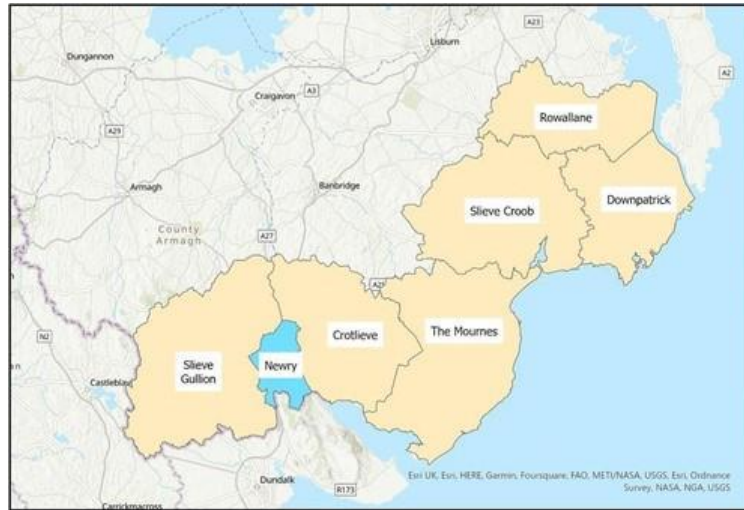 Lisburn
A23
Dungannon
A2
Craigavon
A3
Rowallane
A29
Armagh
Banbridge
Slieve Croob
Downpatrick
County
Armagh
A27
Crotlieve
The Mournes
N2
Slieve
Gullion
Newry
Castleblay
Dundalk
R173
Carrickmacross
Esri UK, Esri, HERE, Garmin, Foursquare, FAO, METI/NASA, USGS, Esri, Ordnance
Survey, NASA, NGA, USGS